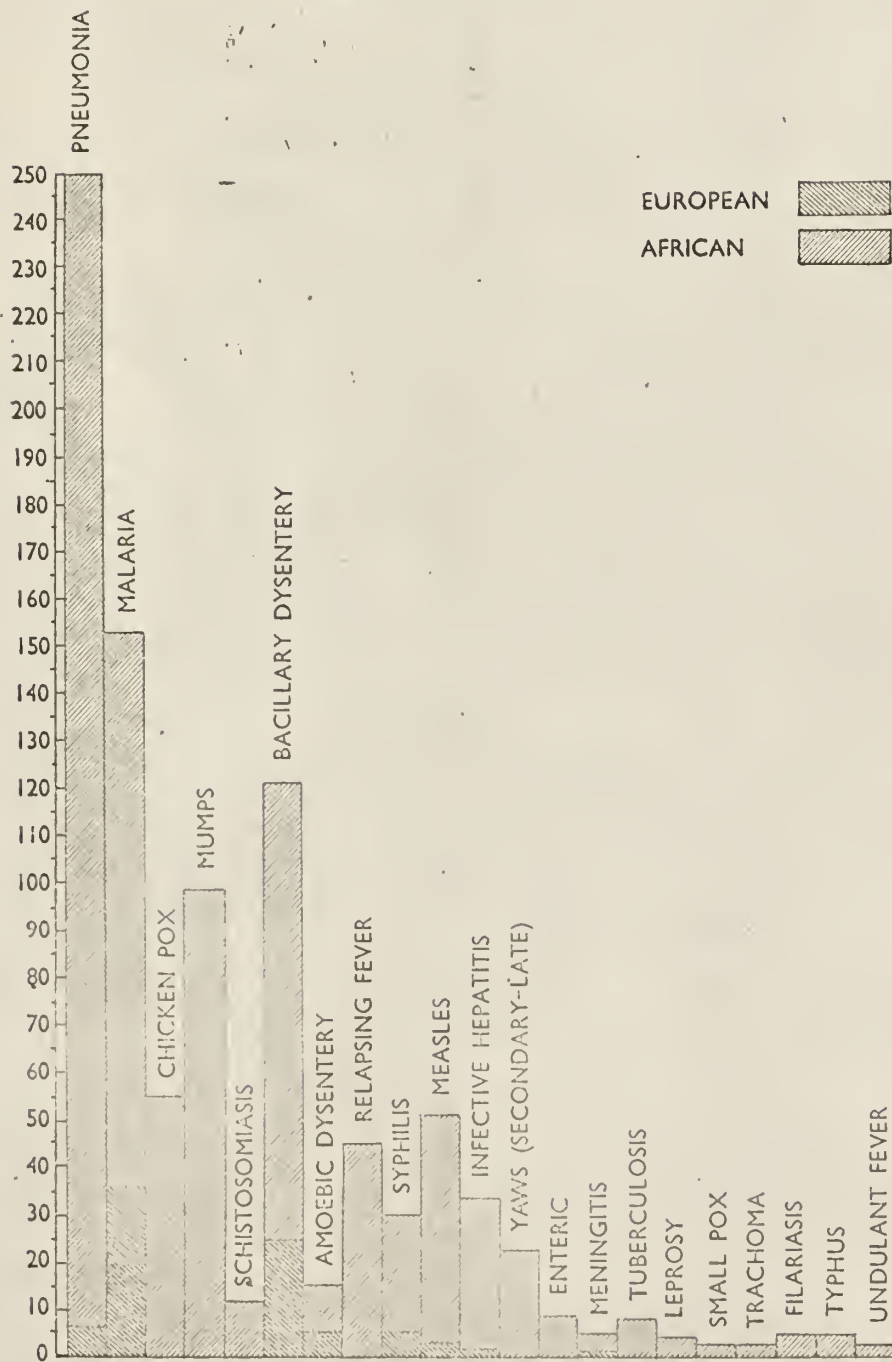 PNEUMONIA
MALARIA
CHICKEN POX
MUMPS
SCHISTOSOMIASIS
BACILLARY DYSENTERY
AMOEBIC DYSENTERY
RELAPSING FEVER
SYPHILIS
MEASLES
INFECTIVE HEPATITIS
YAWS (SECONDARY-LATE)
ENTERIC
MENINGITIS
TUBERCULOSIS
LEPROSY
SMALL POX
TRACHOMA
FILARIASIS
TYPHUS
UNDULANT FEVER
EUROPEAN
AFRICAN
250
240
230
220
210
200
190
180
170
160
150
140
130
120
110
100
90
80
70
60
50
40
30
20
10
0